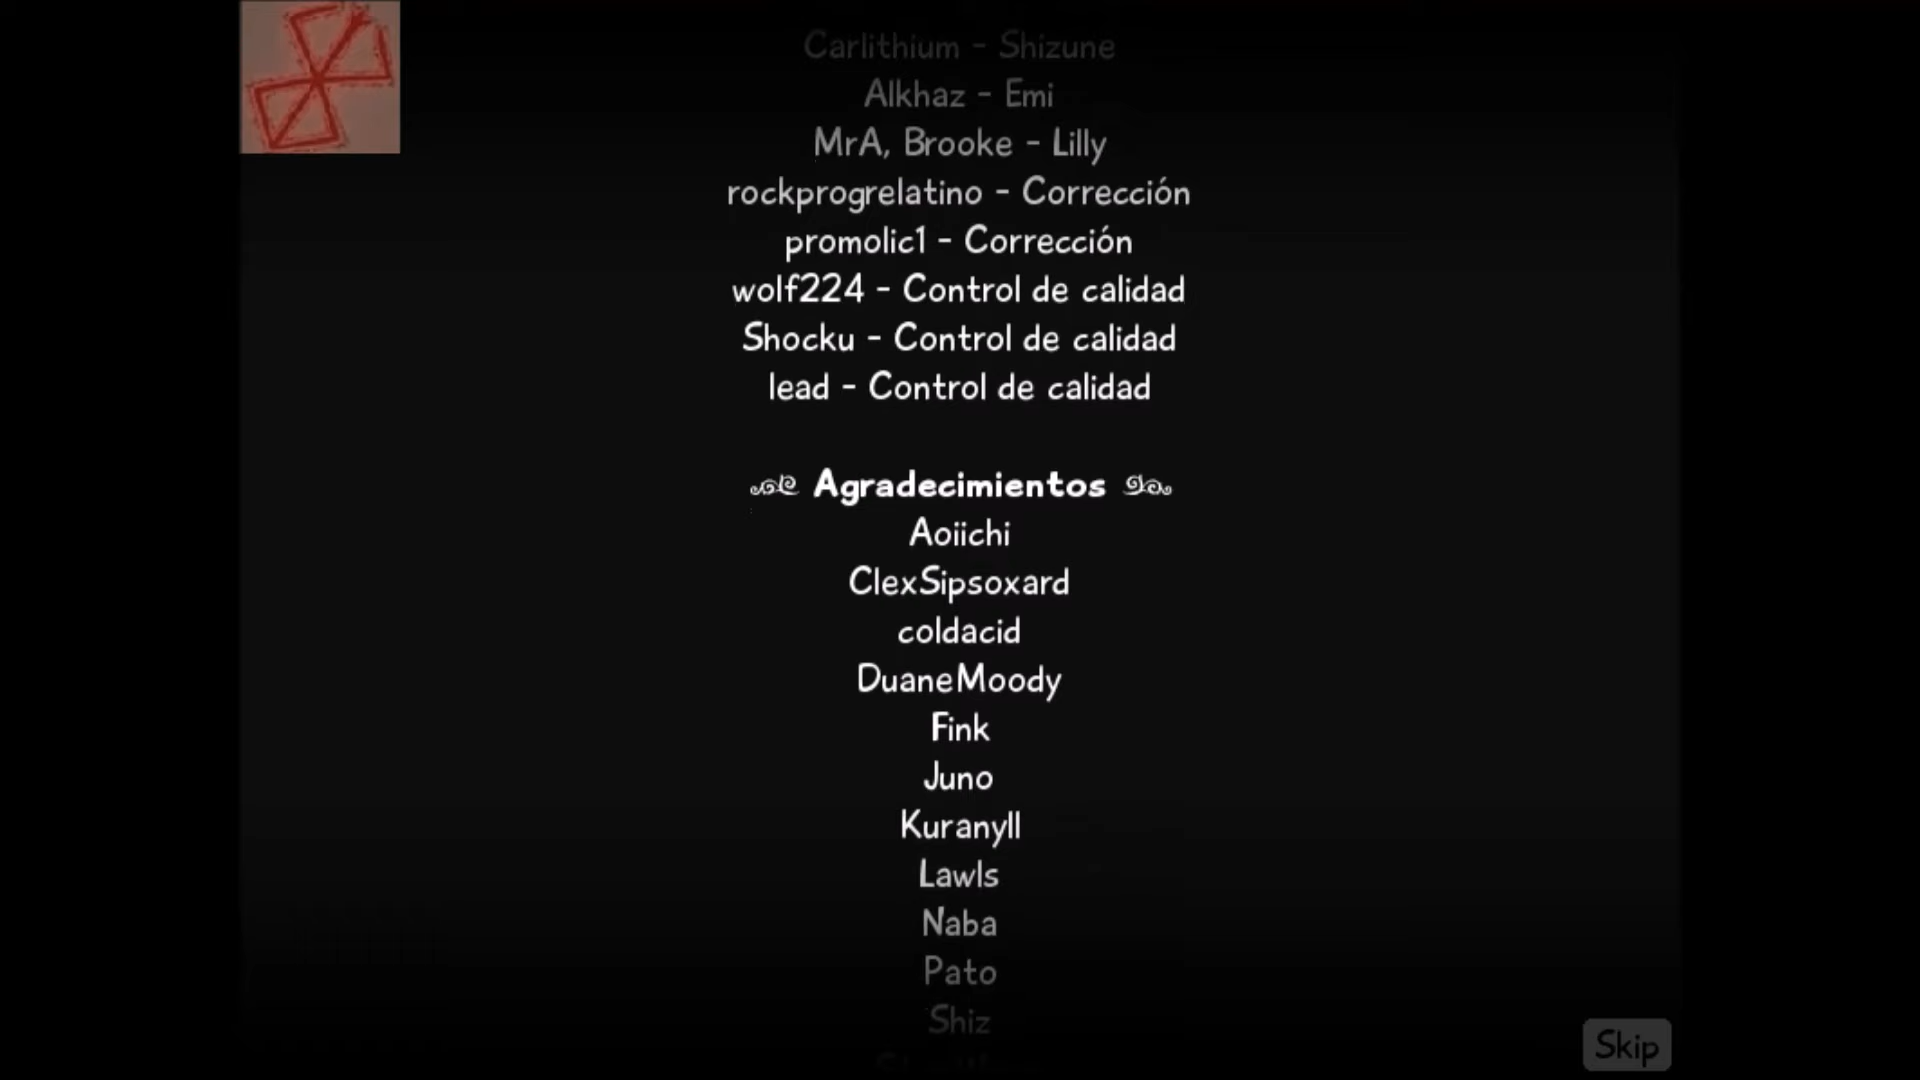 Carlithium - Shizune
Alkhaz - Emi
MrA, Brooke - Lilly
rockprogrelatino - Corrección
promolic1 - Corrección
wolf224 - Control de calidad
Shocku - Control de calidad
lead - Control de calidad
Agradecimientos
Aoiichi
ClexSipsoxard
coldacid
DuaneMoody
Fink
Juno
Kuranyll
Lawls
Naba
Pato
Shiz
Skip